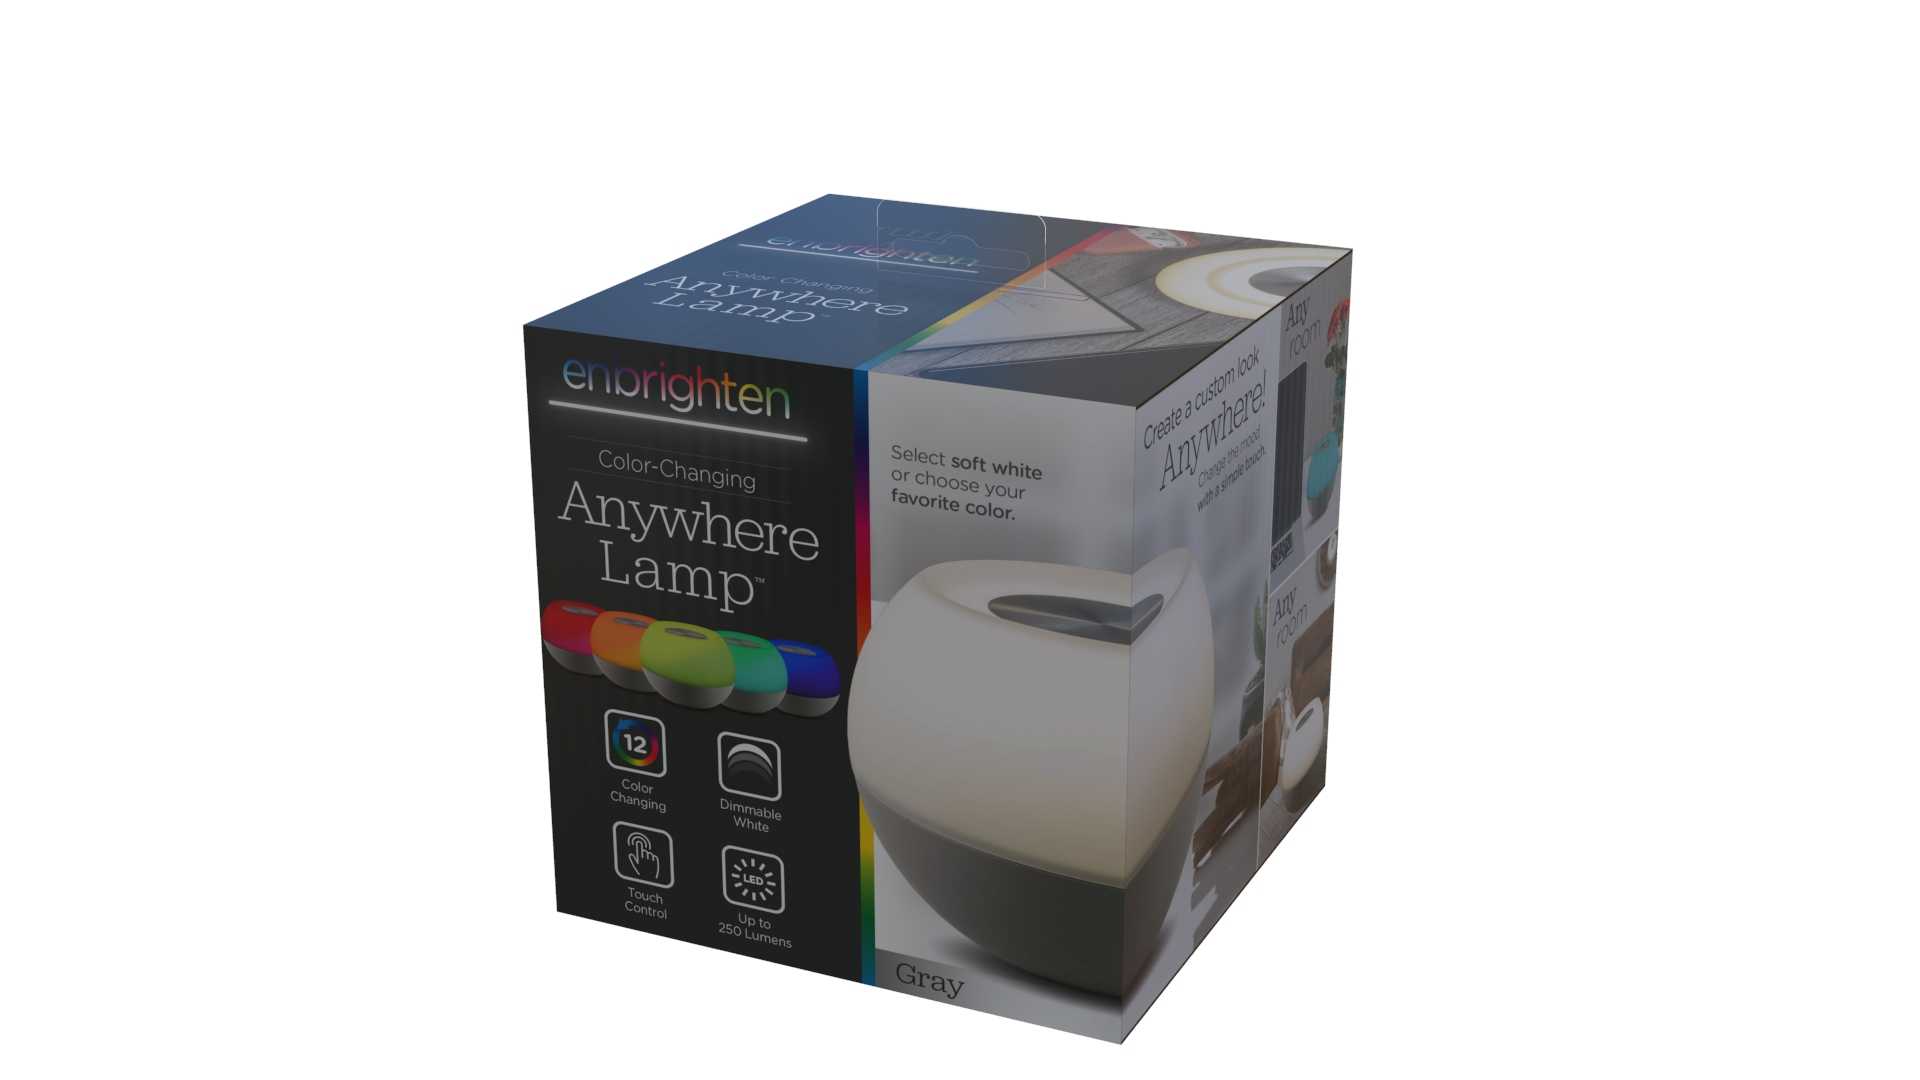 enbrighten
Color-Changing
Anywhere
Lamp™
enbrighten
Color-Changing
Anywhere
Lamp™
12
Color
Changing
Dimmable
White
Touch
Control
LED
Up to
250 Lumens
Select soft white
or choose your
favorite color.
Gray
Create a custom look
Anywhere!
Change the mood
with a simple touch.
Any
room
Any
room